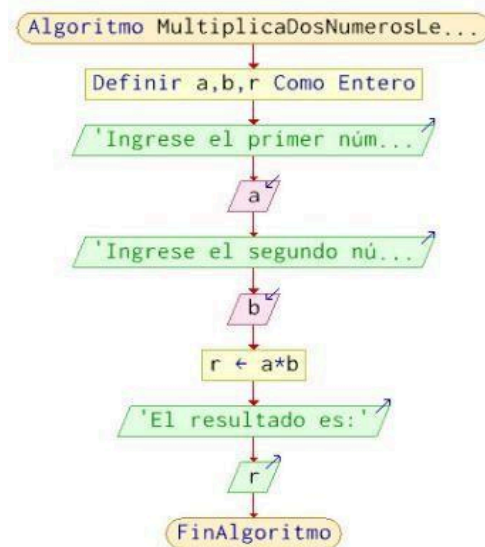 Algoritmo MultiplicaDosNumerosLe...
Definir a,b,r Como Entero
'Ingrese el primer núm...
a
'Ingrese el segundo nú...
b
r ← a*b
'El resultado es:'
r
FinAlgoritmo